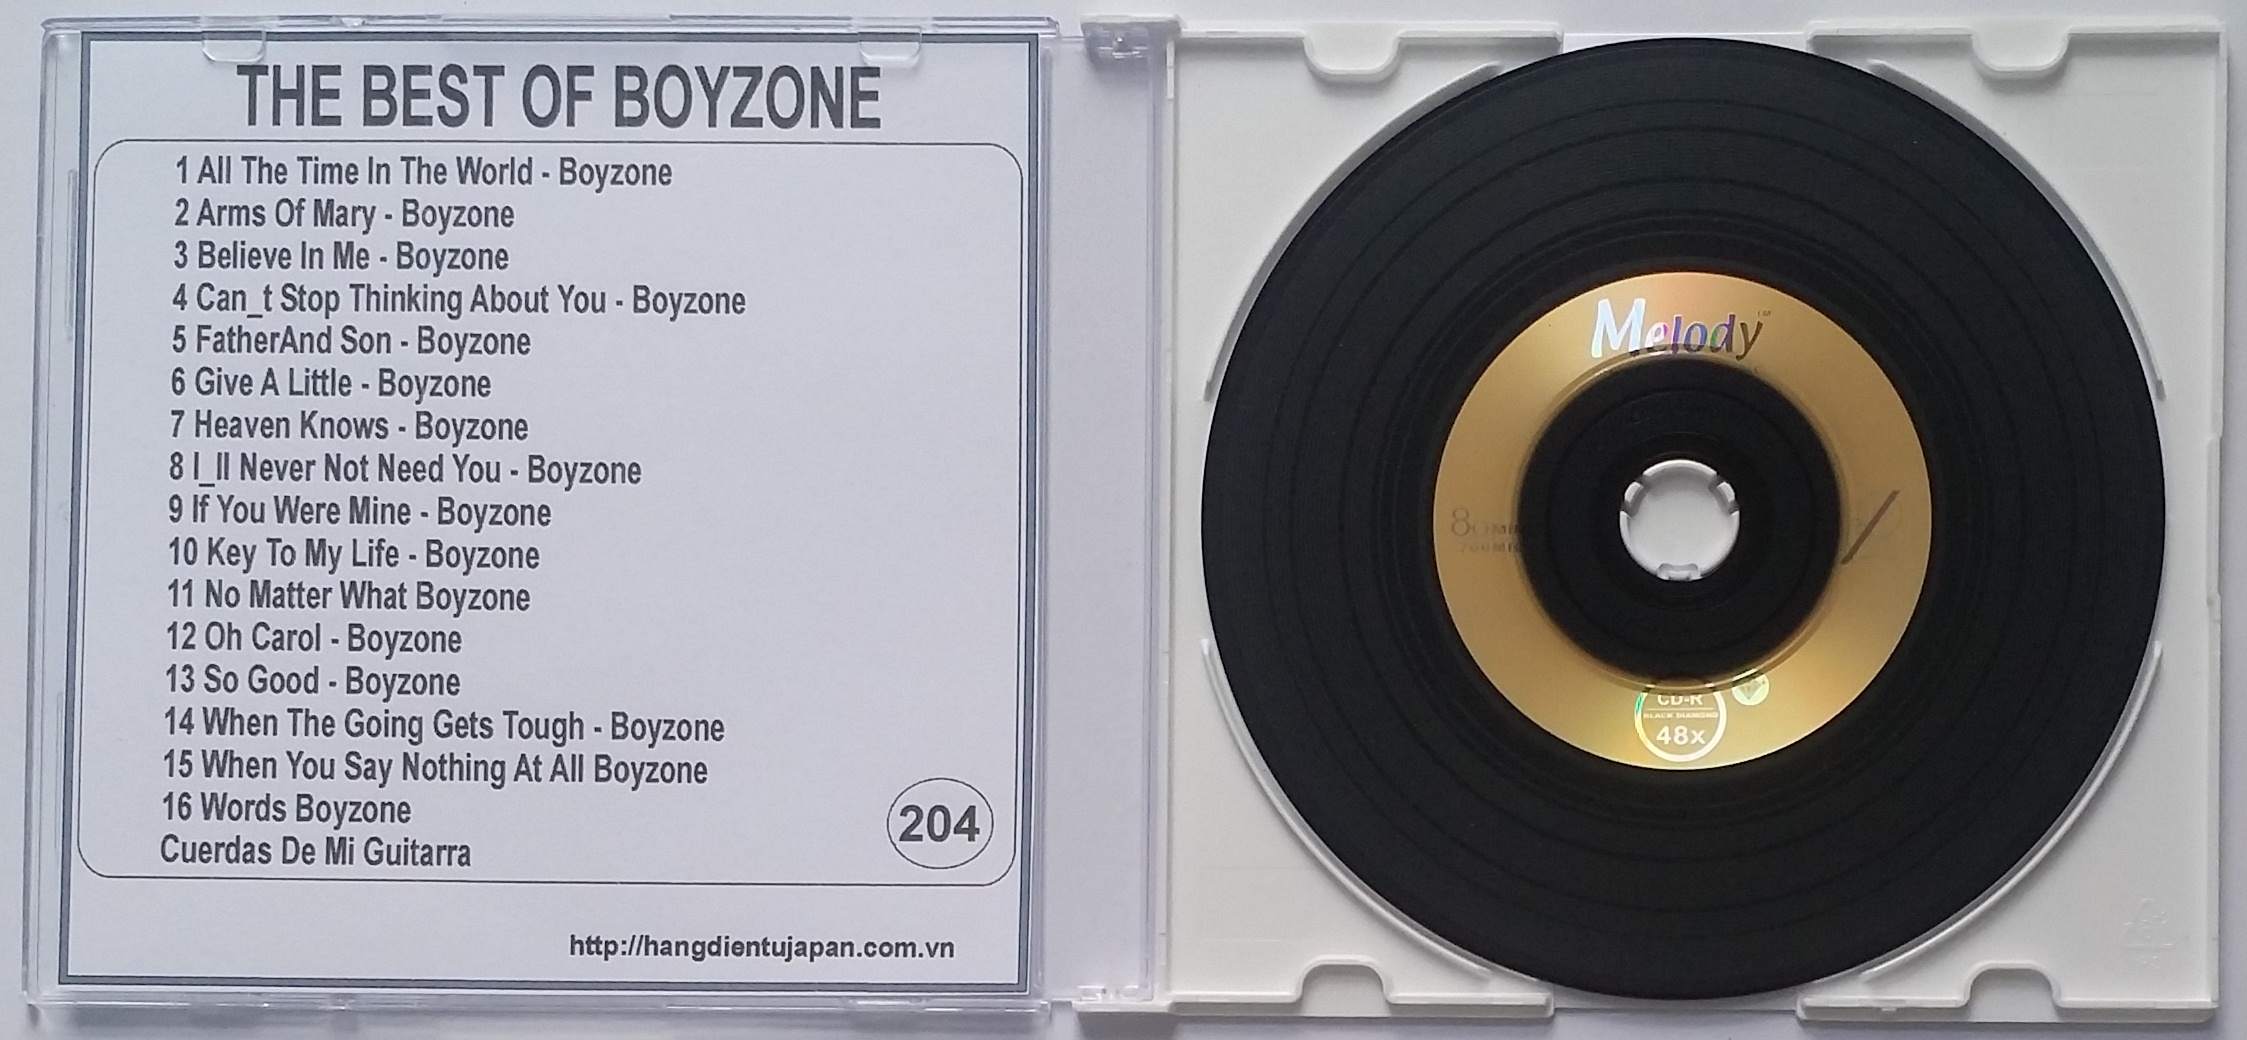 THE BEST OF BOYZONE
1 All The Time In The World - Boyzone
2 Arms Of Mary - Boyzone
3 Believe In Me - Boyzone
4 Can_t Stop Thinking About You - Boyzone
5 FatherAnd Son - Boyzone
6 Give A Little - Boyzone
7 Heaven Knows - Boyzone
8 I_ll Never Not Need You - Boyzone
9 If You Were Mine - Boyzone
10 Key To My Life - Boyzone
11 No Matter What Boyzone
12 Oh Carol - Boyzone
13 So Good - Boyzone
14 When The Going Gets Tough - Boyzone
15 When You Say Nothing At All Boyzone
16 Words Boyzone
Cuerdas De Mi Guitarra
204
http://hangdientujapan.com.vn
Melody™
CD-R
BLACK DIAMOND
48x